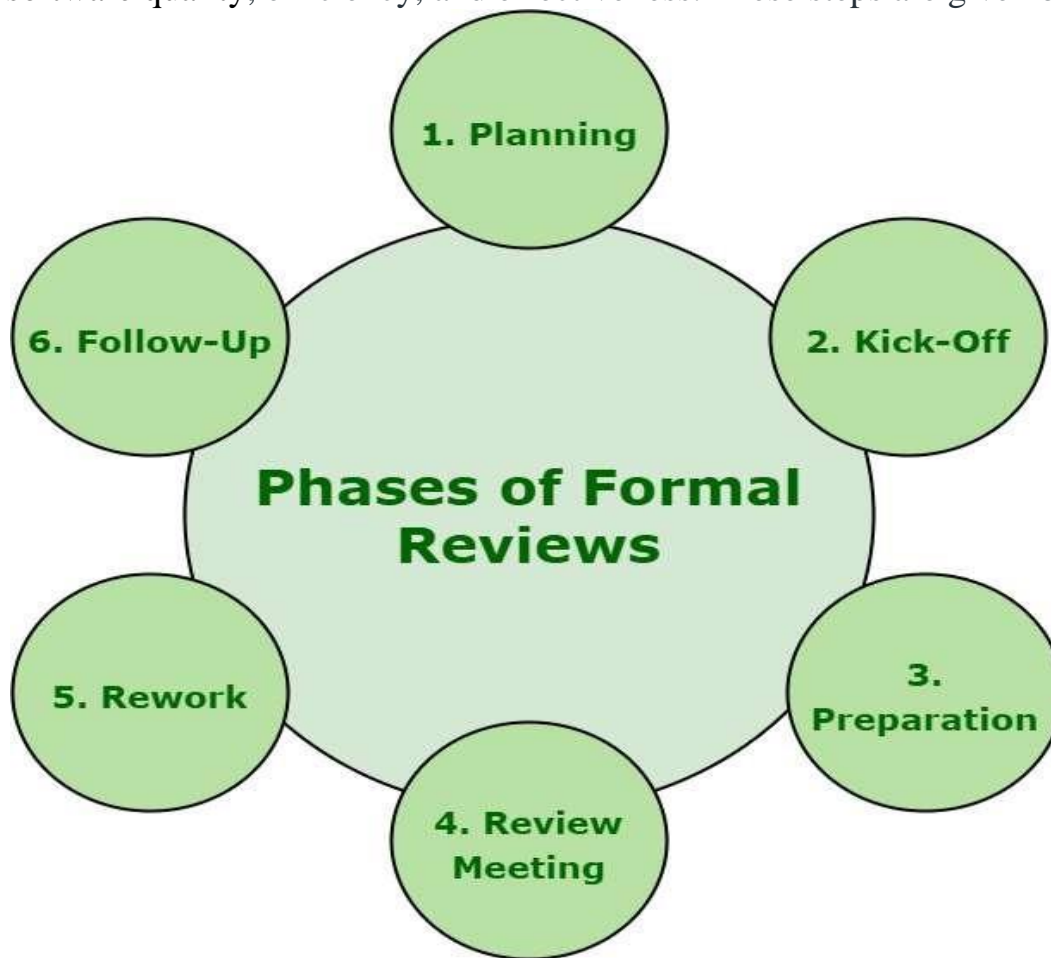 1. Planning
2. Kick-Off
6. Follow-Up
Phases of Formal
Reviews
3.
Preparation
5. Rework
4. Review
Meeting